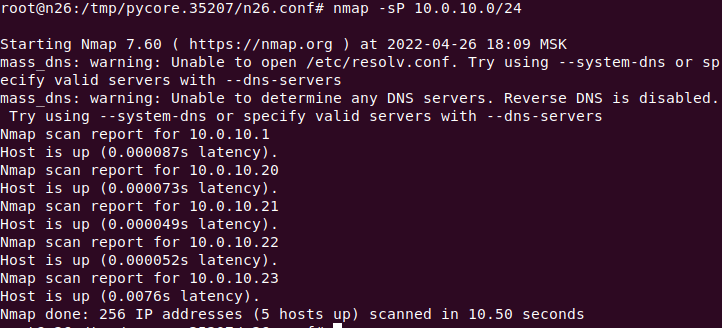 root@n26:/tmp/pycore.35207/n26.conf# nmap -sP 10.0.10.0/24

Starting Nmap 7.60 ( https://nmap.org ) at 2022-04-26 18:09 MSK
mass_dns: warning: Unable to open /etc/resolv.conf. Try using --system-dns or sp
ecify valid servers with --dns-servers
mass_dns: warning: Unable to determine any DNS servers. Reverse DNS is disabled.
 Try using --system-dns or specify valid servers with --dns-servers
Nmap scan report for 10.0.10.1
Host is up (0.000087s latency).
Nmap scan report for 10.0.10.20
Host is up (0.000073s latency).
Nmap scan report for 10.0.10.21
Host is up (0.000049s latency).
Nmap scan report for 10.0.10.22
Host is up (0.000052s latency).
Nmap scan report for 10.0.10.23
Host is up (0.0076s latency).
Nmap done: 256 IP addresses (5 hosts up) scanned in 10.50 seconds